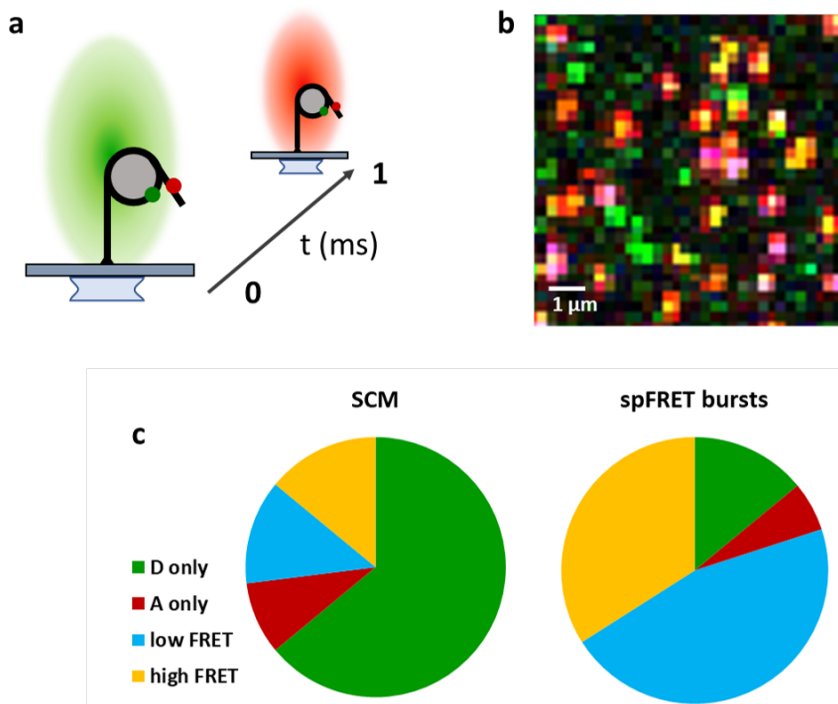 a
1
t (ms)
0
b
1 µm
c
SCM
spFRET bursts
D only
A only
low FRET
high FRET